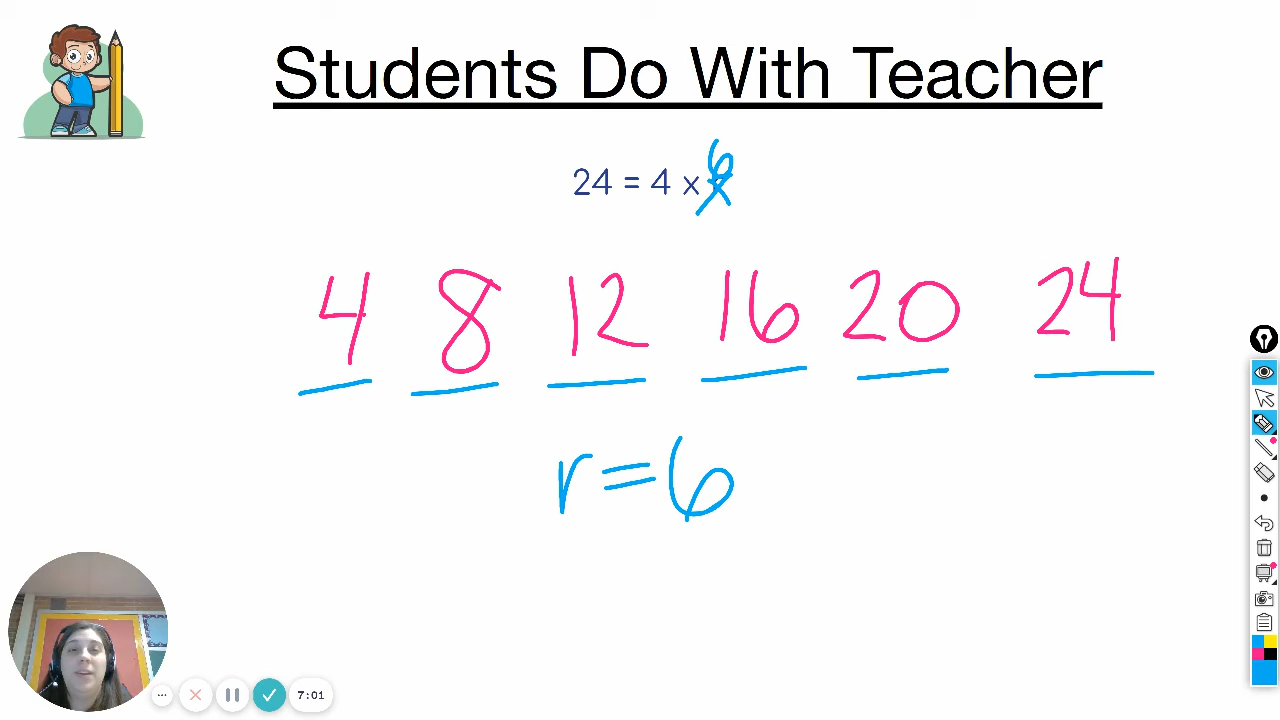 Students Do With Teacher
6
24 = 4 × r
4 8 12 16 20 24
r=6
7:01